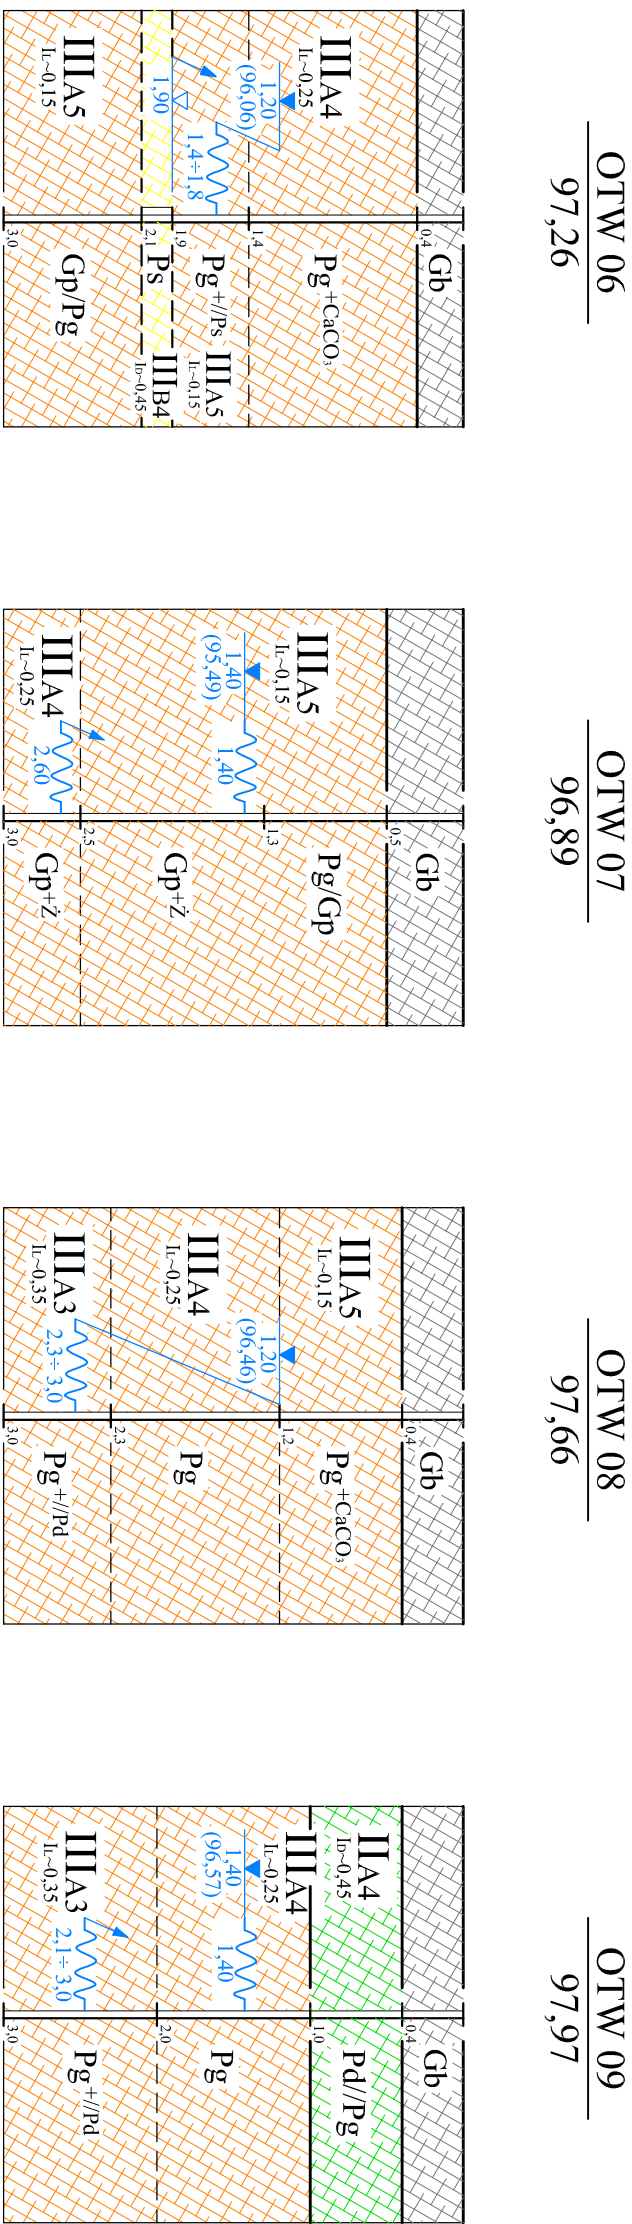 OTW 06
97,26
Gb
0,4
IIIA4
IL~0,25
1,20
(96,06)
Pg+CaCO3
1,4
1,4÷1,8
Pg+//Ps
IIIA5
IL~0,15
1,9
1,90
Ps
IIIB4
ID~0,45
2,1
IIIA5
IL~0,15
Gp/Pg
3,0
OTW 07
96,89
Gb
0,5
IIIA5
IL~0,15
Pg/Gp
1,3
1,40
(95,49)
1,40
Gp+Ż
2,5
IIIA4
IL~0,25
2,60
Gp+Ż
3,0
OTW 08
97,66
Gb
0,4
IIIA5
IL~0,15
Pg+CaCO3
1,2
1,20
(96,46)
IIIA4
IL~0,25
Pg
2,3
IIIA3
IL~0,35
2,3÷ 3,0
Pg+//Pd
3,0
OTW 09
97,97
Gb
0,4
IIA4
ID~0,45
Pd//Pg
1,0
IIIA4
IL~0,25
1,40
(96,57)
1,40
Pg
2,0
IIIA3
IL~0,35
2,1÷ 3,0
Pg+//Pd
3,0